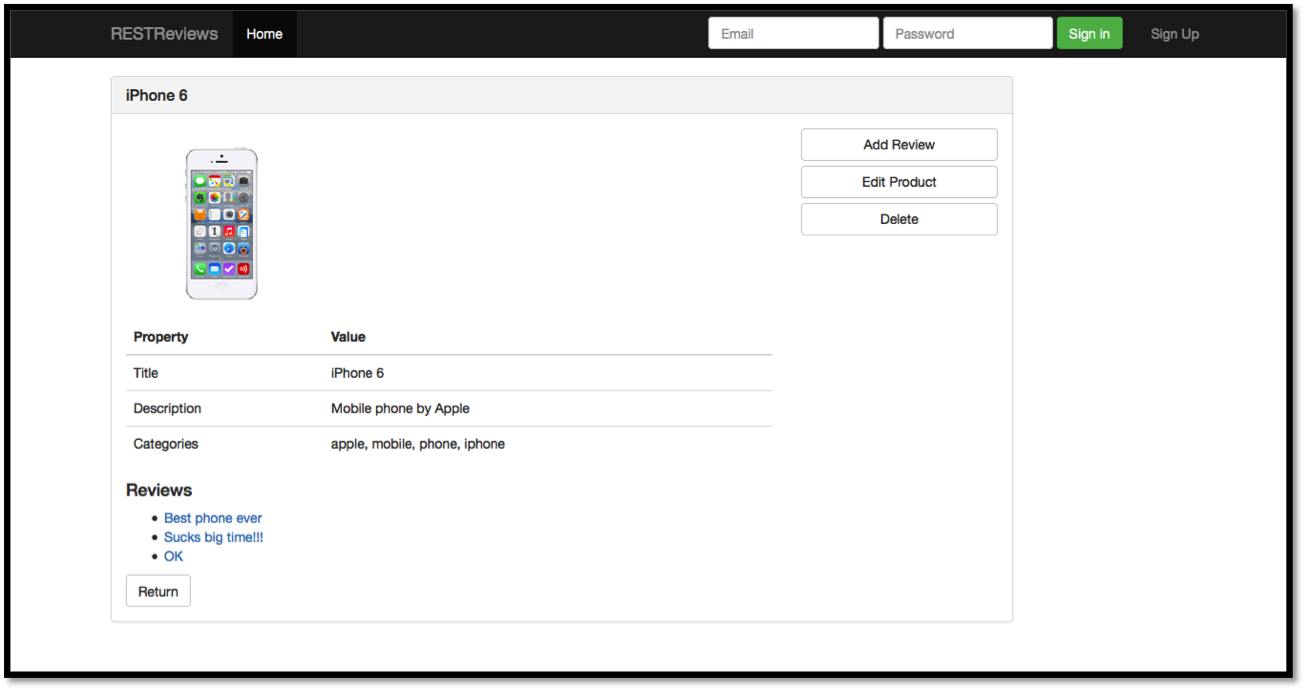 RESTReviews Home Email Password Sign in Sign Up
iPhone 6
Add Review
Edit Product
Delete
Property Value
Title iPhone 6
Description Mobile phone by Apple
Categories apple, mobile, phone, iphone
Reviews
Best phone ever
Sucks big time!!!
OK
Return